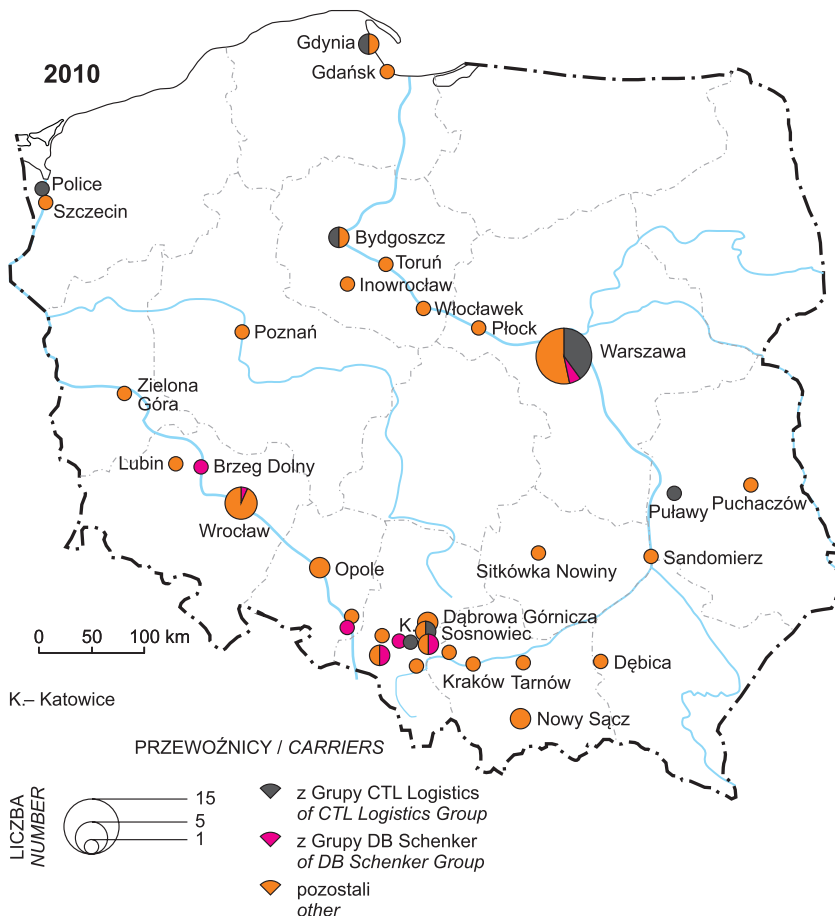 2010
Gdynia
Gdańsk
Police
Szczecin
Bydgoszcz
Toruń
Inowrocław
Włocławek
Płock
Poznań
Warszawa
Zielona
Góra
Lubin
Brzeg Dolny
Wrocław
Puławy
Puchaczów
Opole
Sitkówka Nowiny
Sandomierz
K.
Dąbrowa Górnicza
Sosnowiec
Kraków
Tarnów
Dębica
Nowy Sącz
0 50 100 km
K.– Katowice
PRZEWOŹNICY / CARRIERS
LICZBA
NUMBER
15
5
1
z Grupy CTL Logistics
of CTL Logistics Group
z Grupy DB Schenker
of DB Schenker Group
pozostali
other